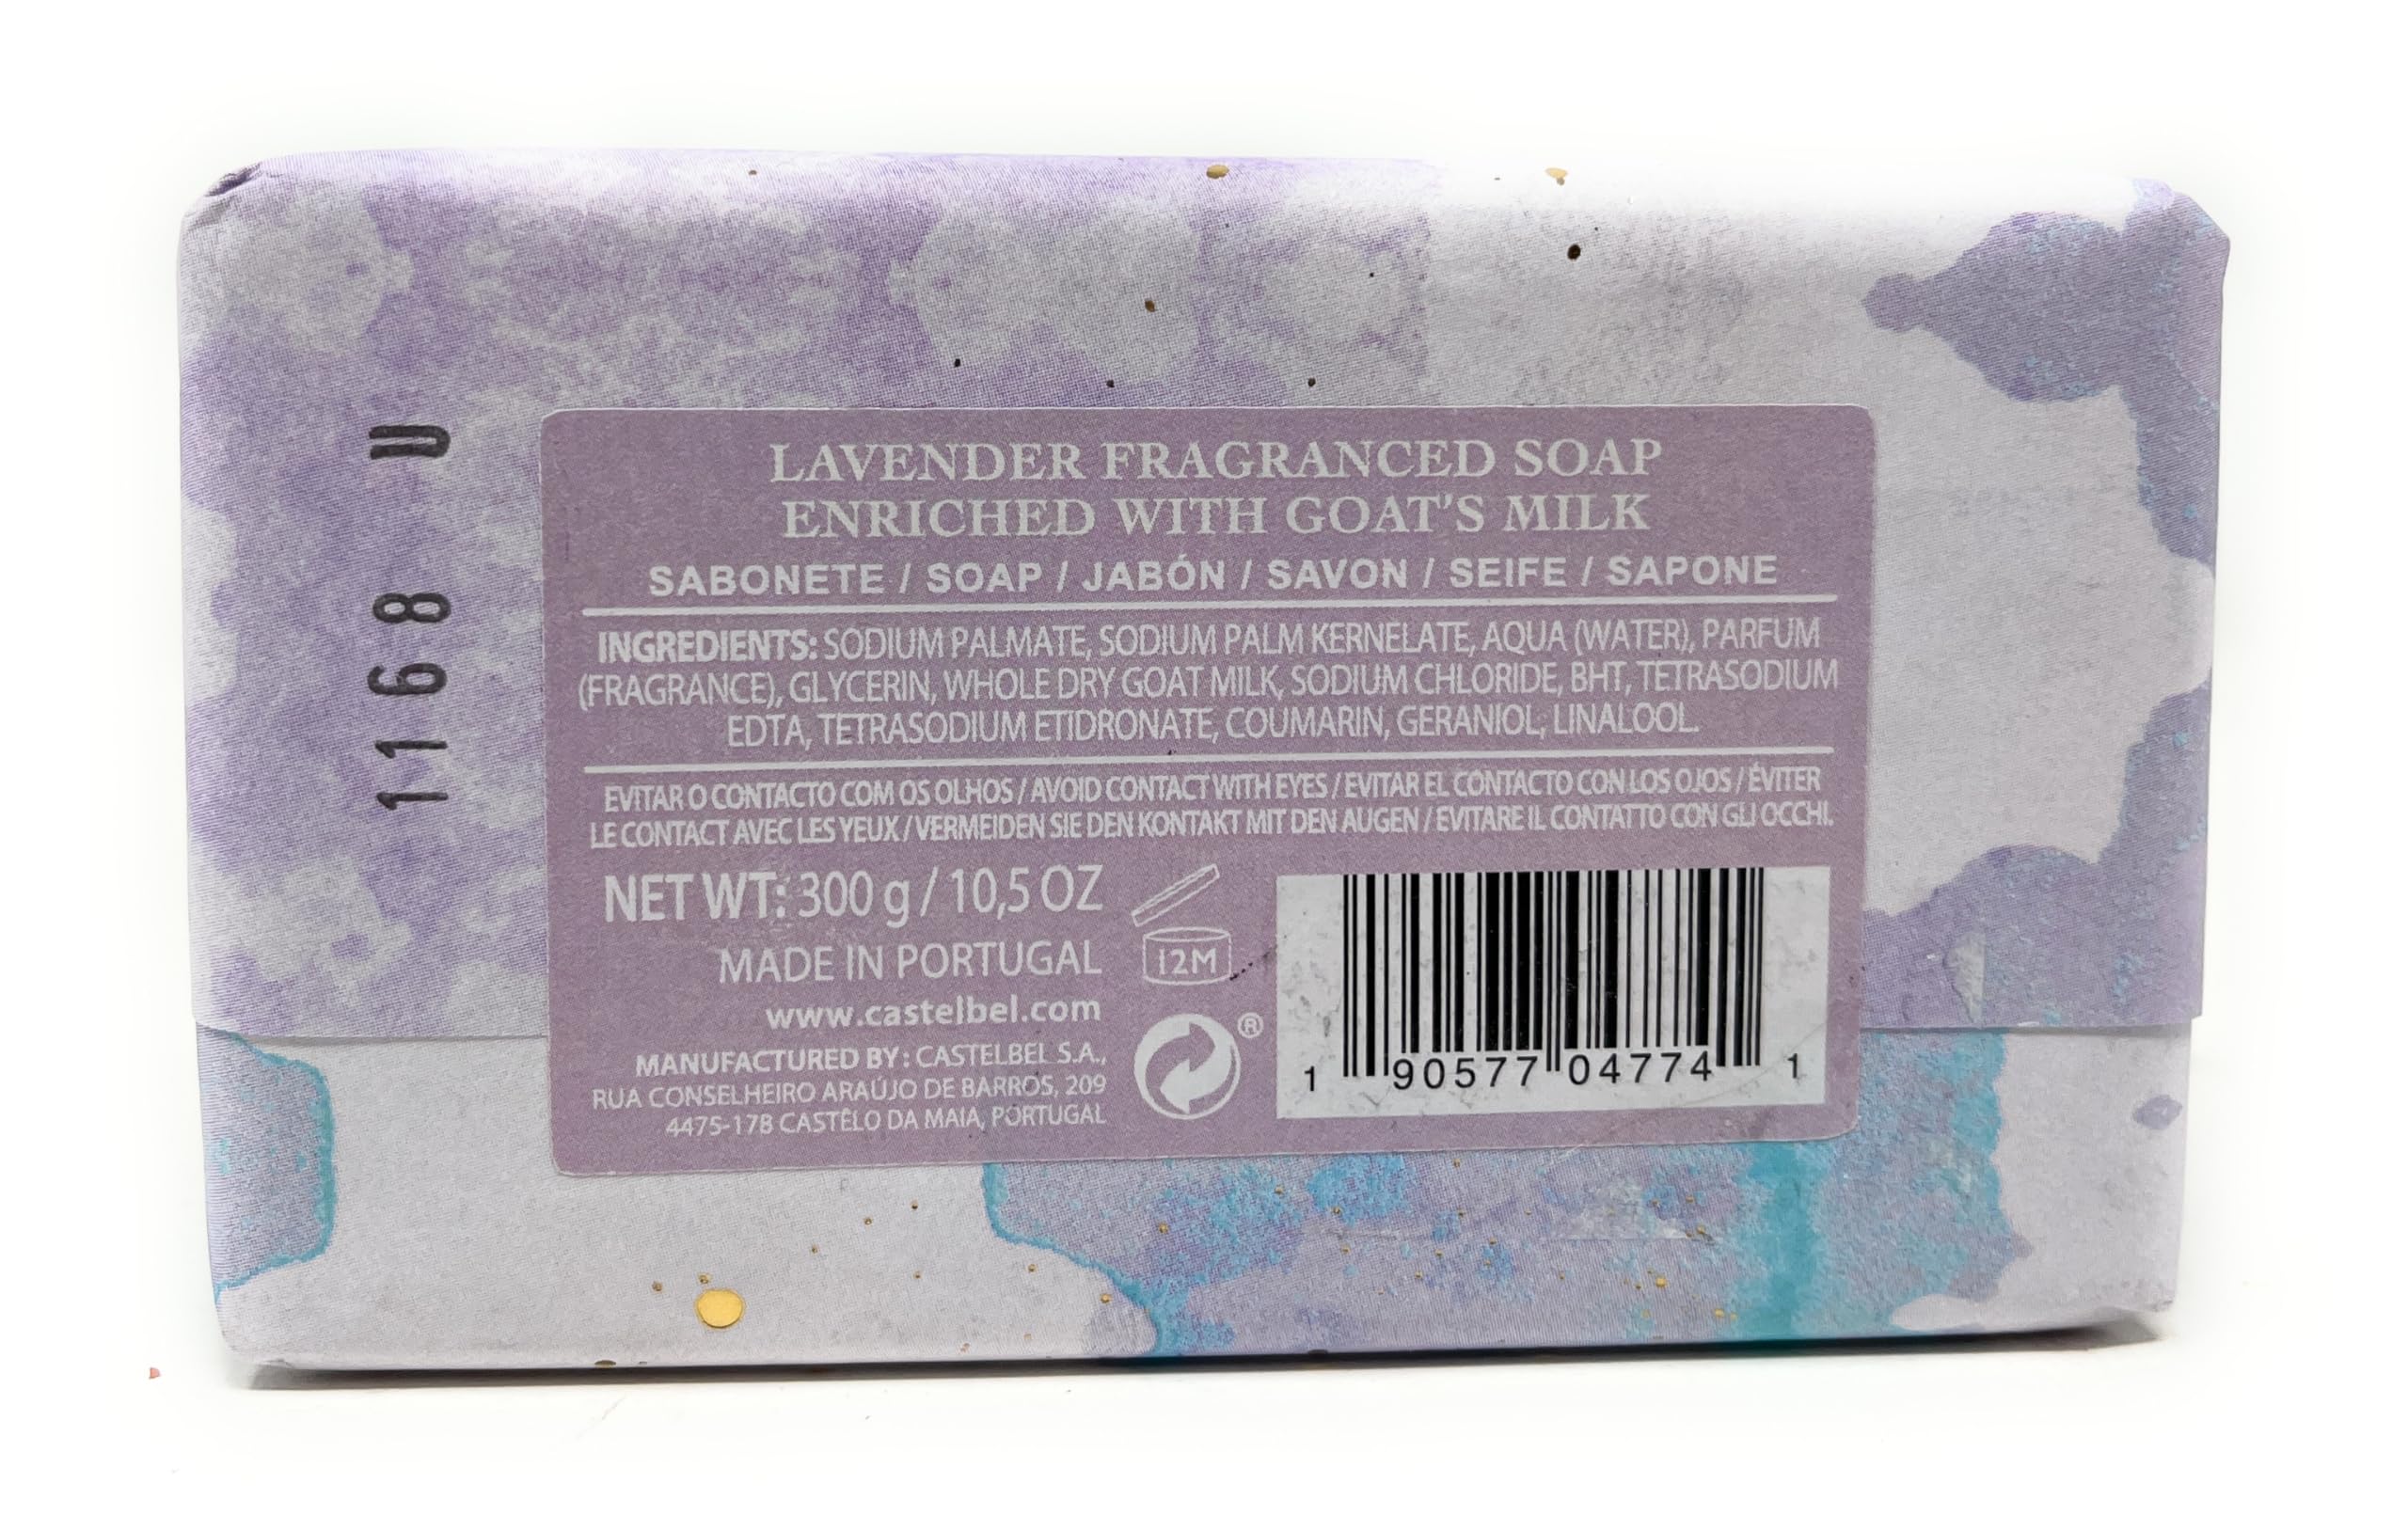 1168 U
LAVENDER FRAGRANCED SOAP
ENRICHED WITH GOAT'S MILK
SABONETE / SOAP / JABÓN / SAVON / SEIFE / SAPONE
INGREDIENTS: SODIUM PALMATE, SODIUM PALM KERNELATE, AQUA (WATER), PARFUM
(FRAGRANCE), GLYCERIN, WHOLE DRY GOAT MILK, SODIUM CHLORIDE, BHT, TETRASODIUM
EDTA, TETRASODIUM ETIDRONATE, COUMARIN, GERANIOL, LINALOOL.
EVITAR O CONTACTO COM OS OLHOS / AVOID CONTACT WITH EYES / EVITAR EL CONTACTO CON LOS OJOS / ÉVITER
LE CONTACT AVEC LES YEUX / VERMEIDEN SIE DEN KONTAKT MIT DEN AUGEN / EVITARE IL CONTATTO CON GLI OCCHI.
NET WT: 300 g / 10,5 OZ
MADE IN PORTUGAL
12M
www.castelbel.com
MANUFACTURED BY: CASTELBEL S.A.,
RUA CONSELHEIRO ARAÚJO DE BARROS, 209
4475-178 CASTÊLO DA MAIA, PORTUGAL
®
1 90577 04774 1